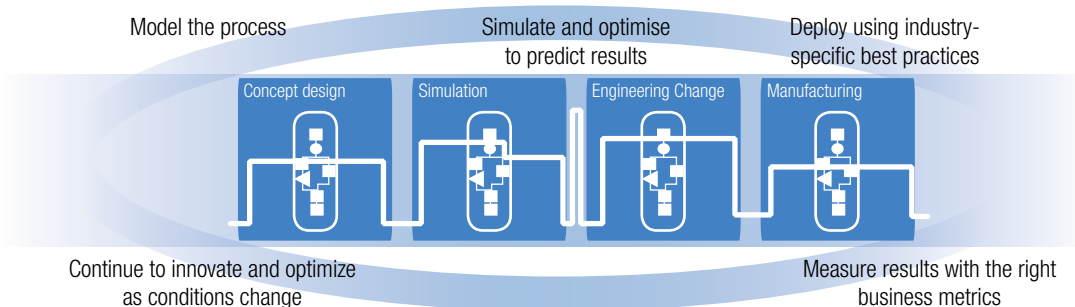 Model the process
Simulate and optimise
to predict results
Deploy using industry-
specific best practices
Concept design
Simulation
Engineering Change
Manufacturing
Continue to innovate and optimize
as conditions change
Measure results with the right
business metrics